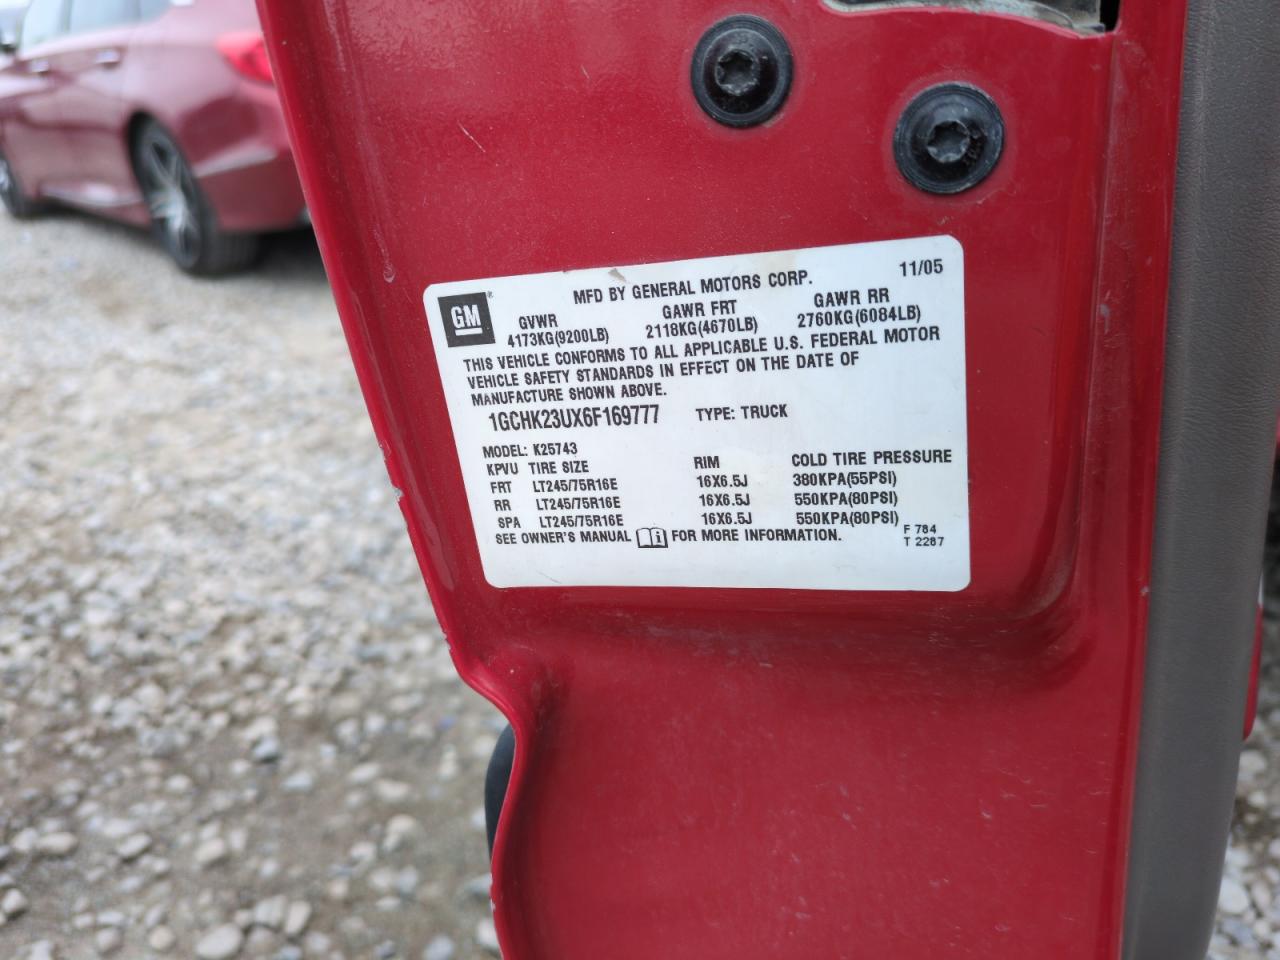 MFD BY GENERAL MOTORS CORP. 11/05
GM ®
GVWR GAWR FRT GAWR RR
4173KG(9200LB) 2118KG(4670LB) 2760KG(6084LB)
THIS VEHICLE CONFORMS TO ALL APPLICABLE U.S. FEDERAL MOTOR
VEHICLE SAFETY STANDARDS IN EFFECT ON THE DATE OF
MANUFACTURE SHOWN ABOVE.
1GCHK23UX6F169777 TYPE: TRUCK
MODEL: K25743
KPVU TIRE SIZE RIM COLD TIRE PRESSURE
FRT LT245/75R16E 16X6.5J 380KPA(55PSI)
RR LT245/75R16E 16X6.5J 550KPA(80PSI)
SPA LT245/75R16E 16X6.5J 550KPA(80PSI)
SEE OWNER'S MANUAL FOR MORE INFORMATION.
F 784
T 2287